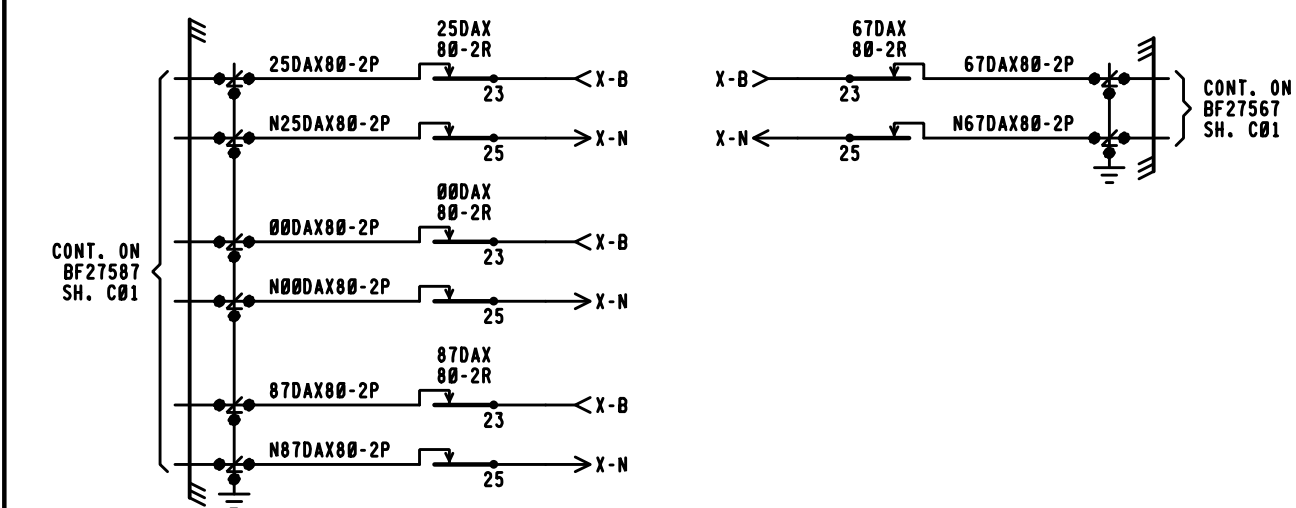 25DAX
80-2R
25DAX80-2P
X-B
23
N25DAX80-2P
X-N
25
00DAX
80-2R
00DAX80-2P
X-B
23
N00DAX80-2P
X-N
25
CONT. ON
BF27587
SH. C01
87DAX
80-2R
87DAX80-2P
X-B
23
N87DAX80-2P
X-N
25
67DAX
80-2R
X-B
67DAX80-2P
23
X-N
N67DAX80-2P
25
CONT. ON
BF27567
SH. C01